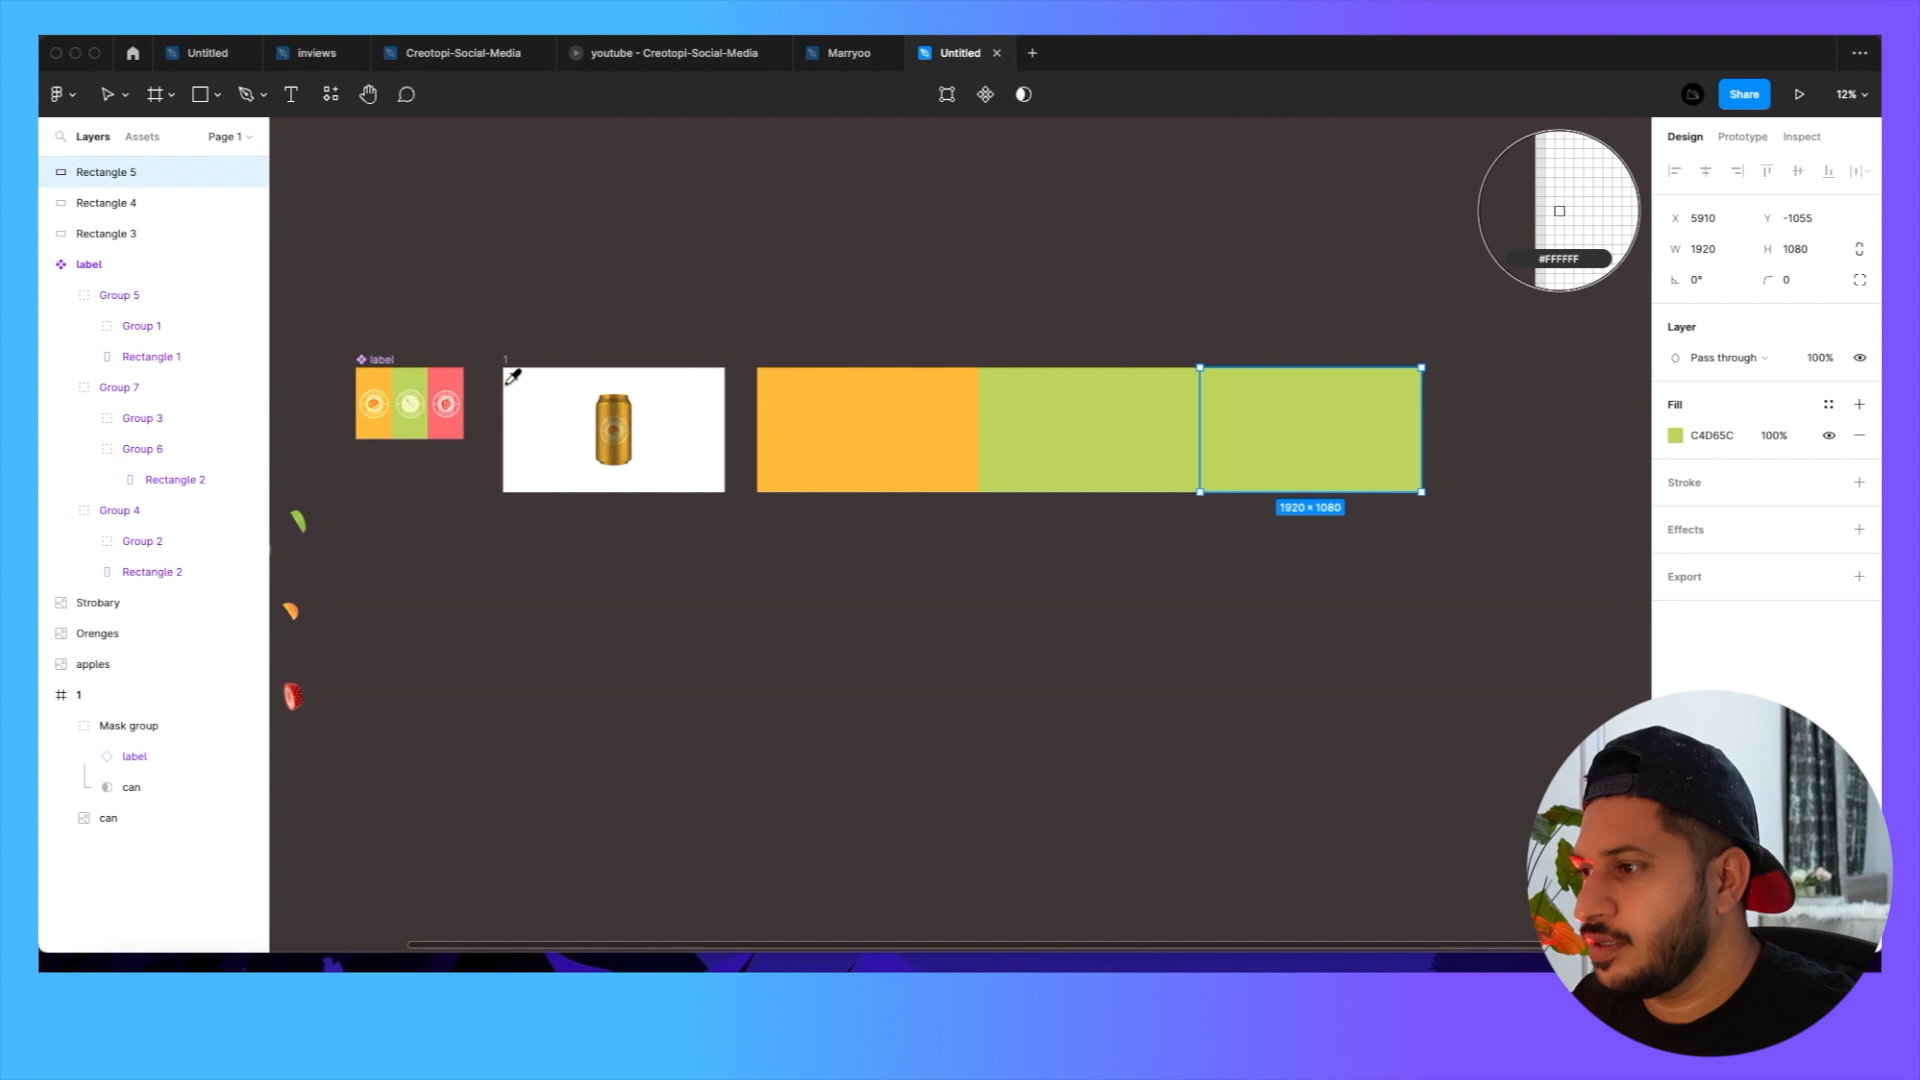 Untitled
inviews
Creotopi-Social-Media
youtube - Creotopi-Social-Media
Marryoo
Untitled
Share
12%
Layers
Assets
Page 1
Rectangle 5
Rectangle 4
Rectangle 3
label
Group 5
Group 1
Rectangle 1
Group 7
Group 3
Group 6
Rectangle 2
Group 4
Group 2
Rectangle 2
Strobary
Orenges
apples
1
Mask group
label
can
can
label
1
1920 × 1080
#FFFFFF
Design
Prototype
Inspect
X 5910
Y -1055
W 1920
H 1080
0°
0
Layer
Pass through
100%
Fill
C4D65C
100%
Stroke
Effects
Export